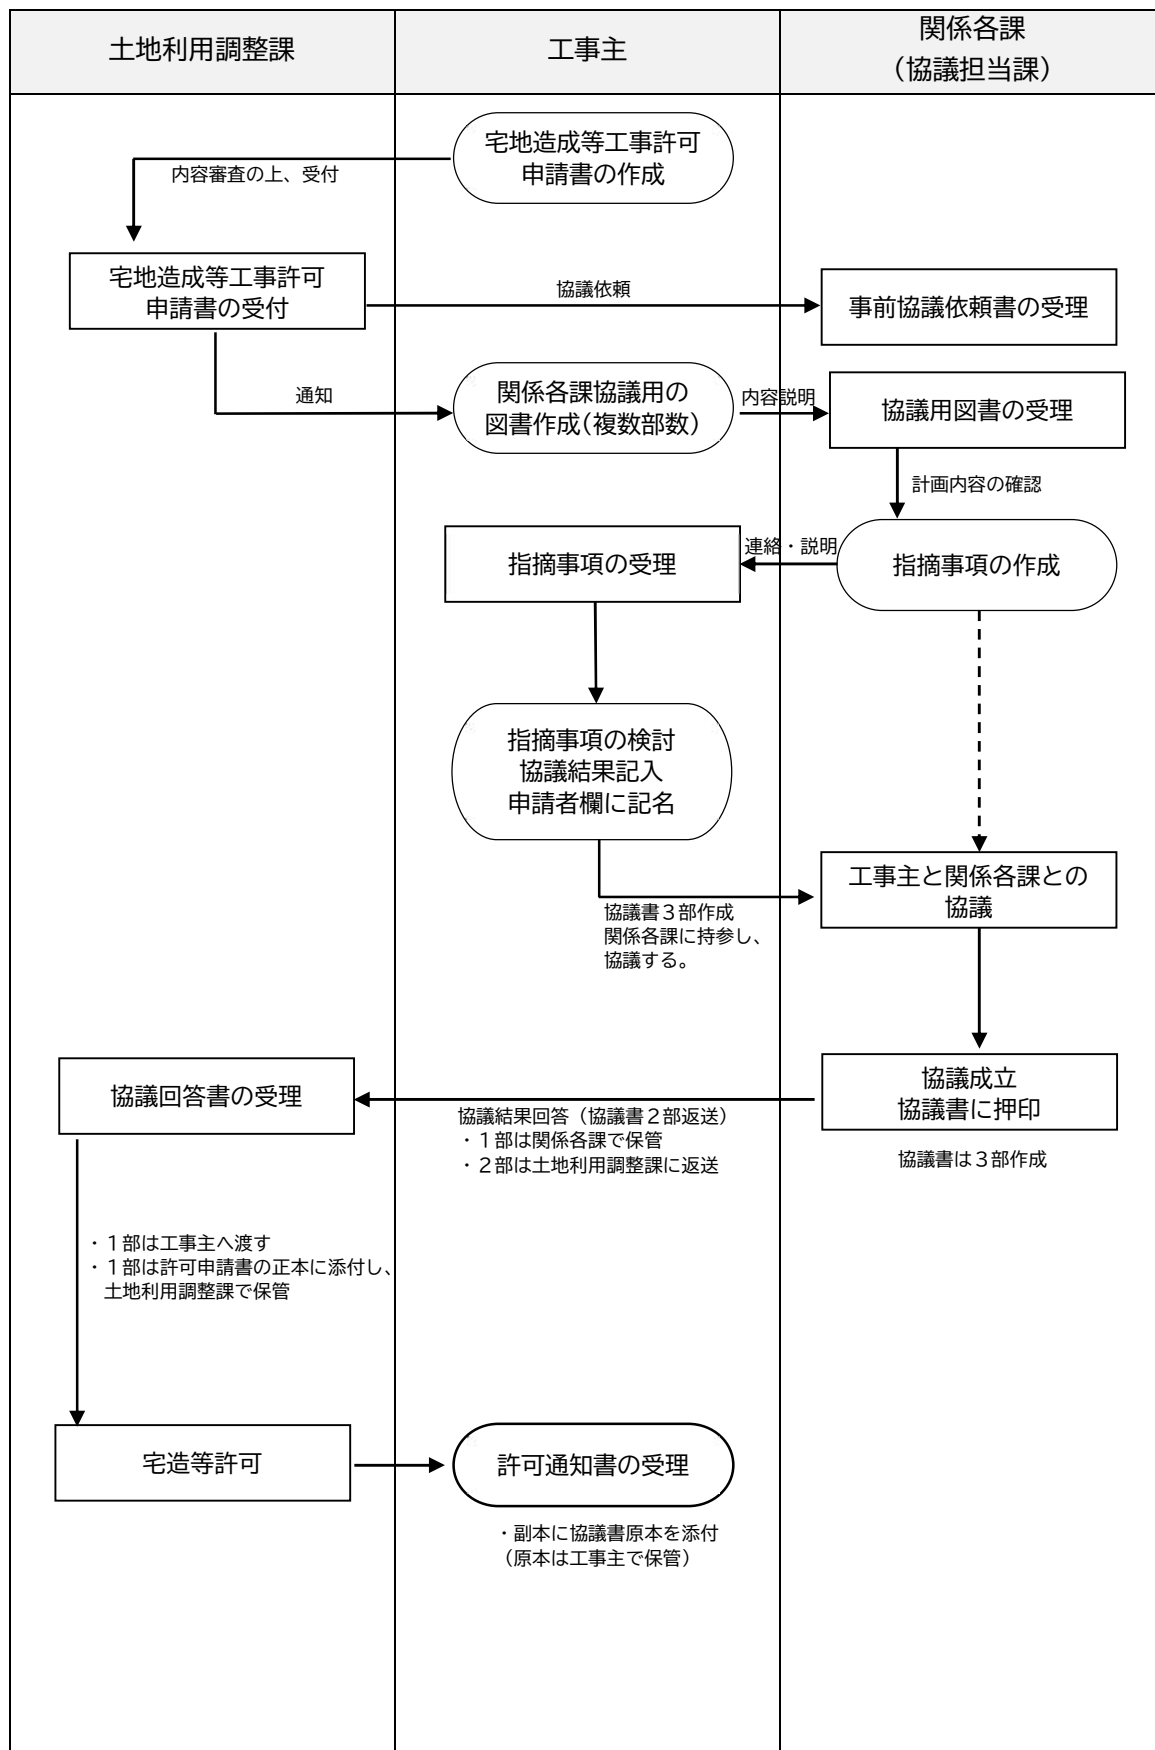 土地利用調整課
工事主
関係各課
（協議担当課）
宅地造成等工事許可
申請書の作成
内容審査の上、受付
宅地造成等工事許可
申請書の受付
協議依頼
事前協議依頼書の受理
通知
関係各課協議用の
図書作成（複数部数）
内容説明
協議用図書の受理
計画内容の確認
指摘事項の受理
連絡・説明
指摘事項の作成
指摘事項の検討
協議結果記入
申請者欄に記名
工事主と関係各課との
協議
協議書３部作成
関係各課に持参し、
協議する。
協議回答書の受理
協議成立
協議書に押印
協議結果回答（協議書２部返送）
・１部は関係各課で保管
・２部は土地利用調整課に返送
協議書は３部作成
・１部は工事主へ渡す
・１部は許可申請書の正本に添付し、
土地利用調整課で保管
宅造等許可
許可通知書の受理
・副本に協議書原本を添付
（原本は工事主で保管）